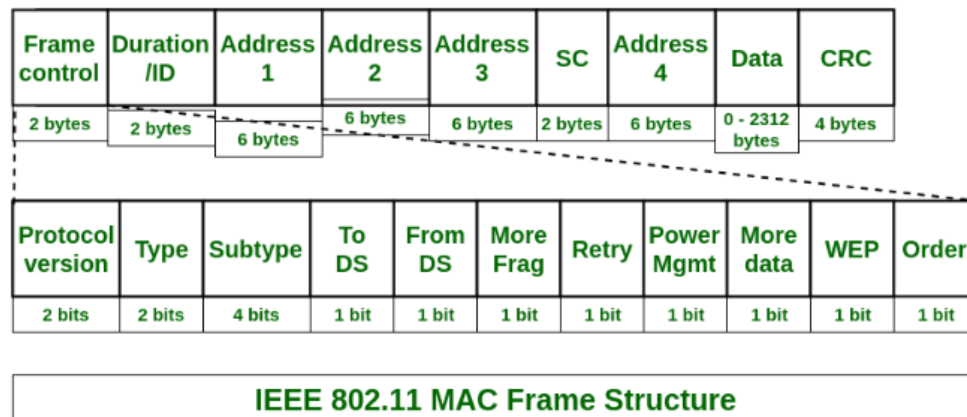 Frame control
Duration /ID
Address 1
Address 2
Address 3
SC
Address 4
Data
CRC
2 bytes
2 bytes
6 bytes
6 bytes
6 bytes
2 bytes
6 bytes
0 - 2312 bytes
4 bytes
Protocol version
Type
Subtype
To DS
From DS
More Frag
Retry
Power Mgmt
More data
WEP
Order
2 bits
2 bits
4 bits
1 bit
1 bit
1 bit
1 bit
1 bit
1 bit
1 bit
1 bit
IEEE 802.11 MAC Frame Structure